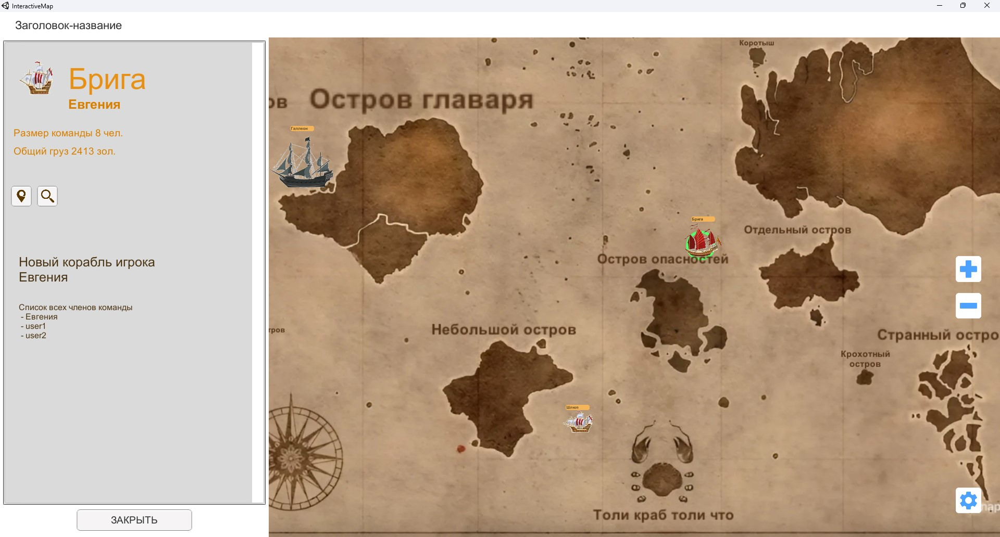 InteractiveMap
Заголовок-название
Брига
Евгения
Размер команды 8 чел.
Общий груз 2413 зол.
Новый корабль игрока
Евгения
Список всех членов команды
- Евгения
- user1
- user2
ЗАКРЫТЬ
Коротыш
ов
Остров главаря
Галлеон
Брига
Отдельный остров
Остров опасностей
Небольшой остров
Странный остро
Крохотный
остров
Шлюп
Толи краб толи что